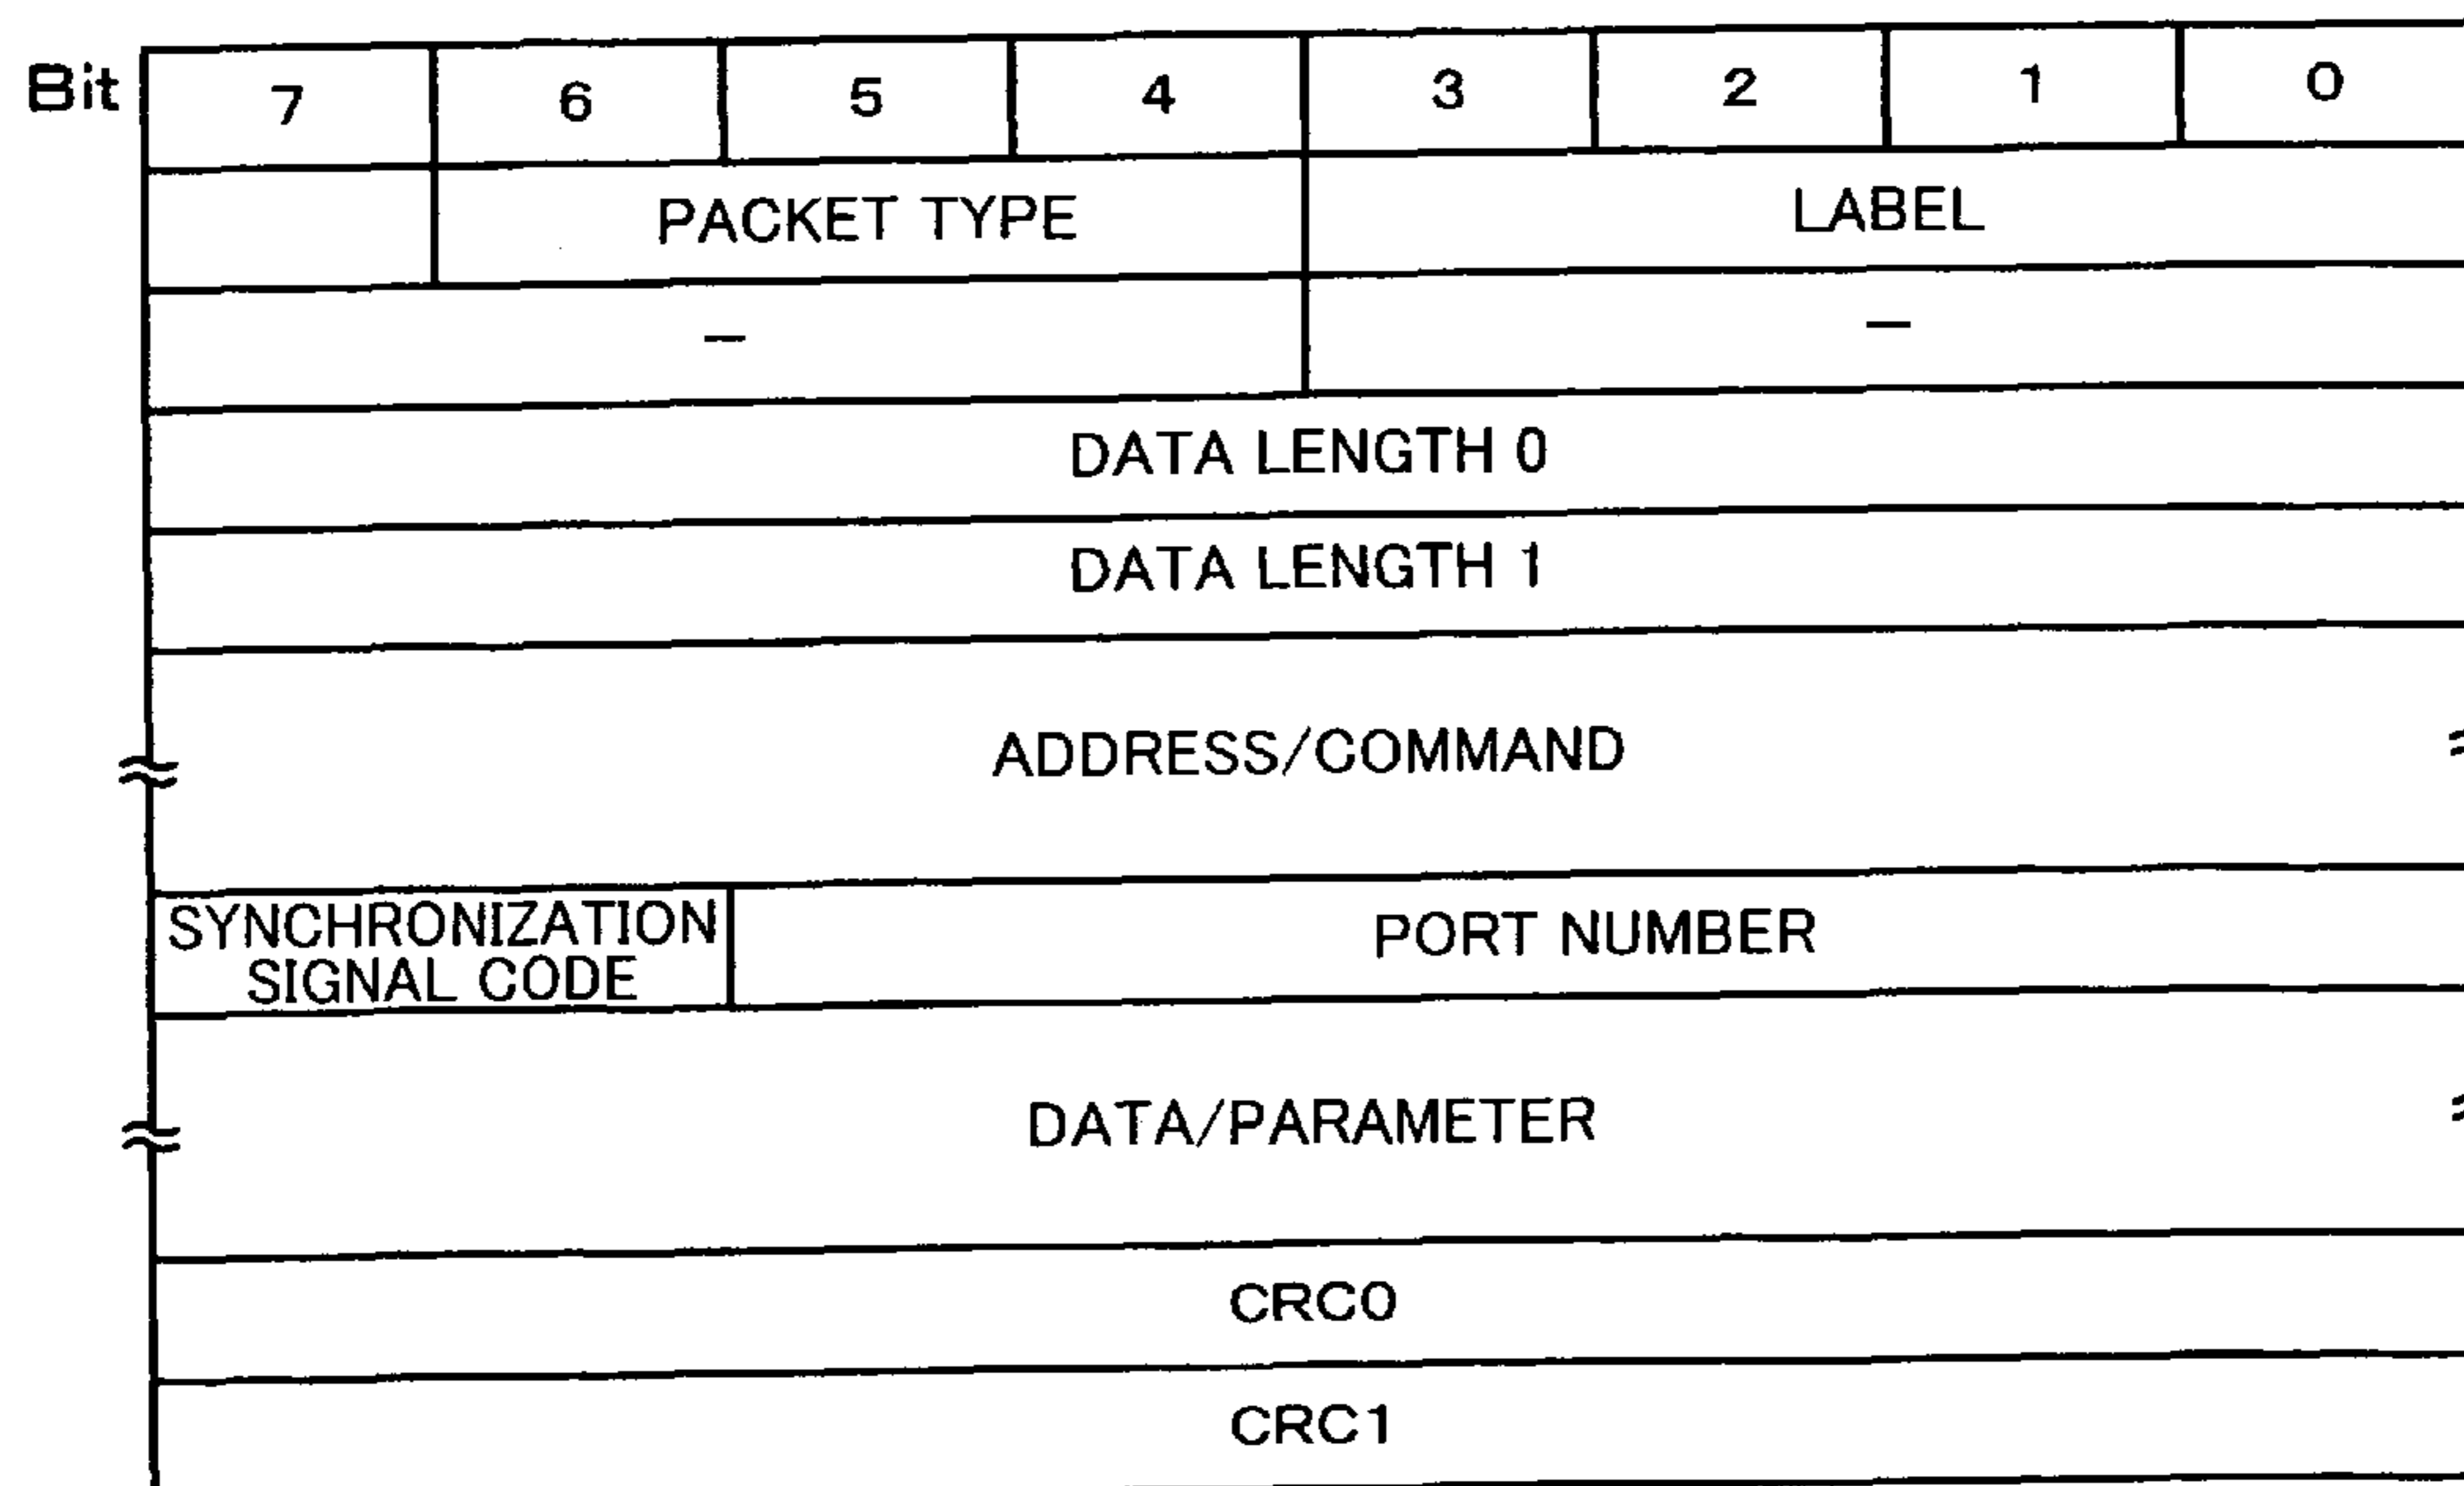 Bit 7 6 5 4 3 2 1 0
PACKET TYPE LABEL
– –
DATA LENGTH 0
DATA LENGTH 1
ADDRESS/COMMAND
SYNCHRONIZATION
SIGNAL CODE
PORT NUMBER
DATA/PARAMETER
CRC0
CRC1